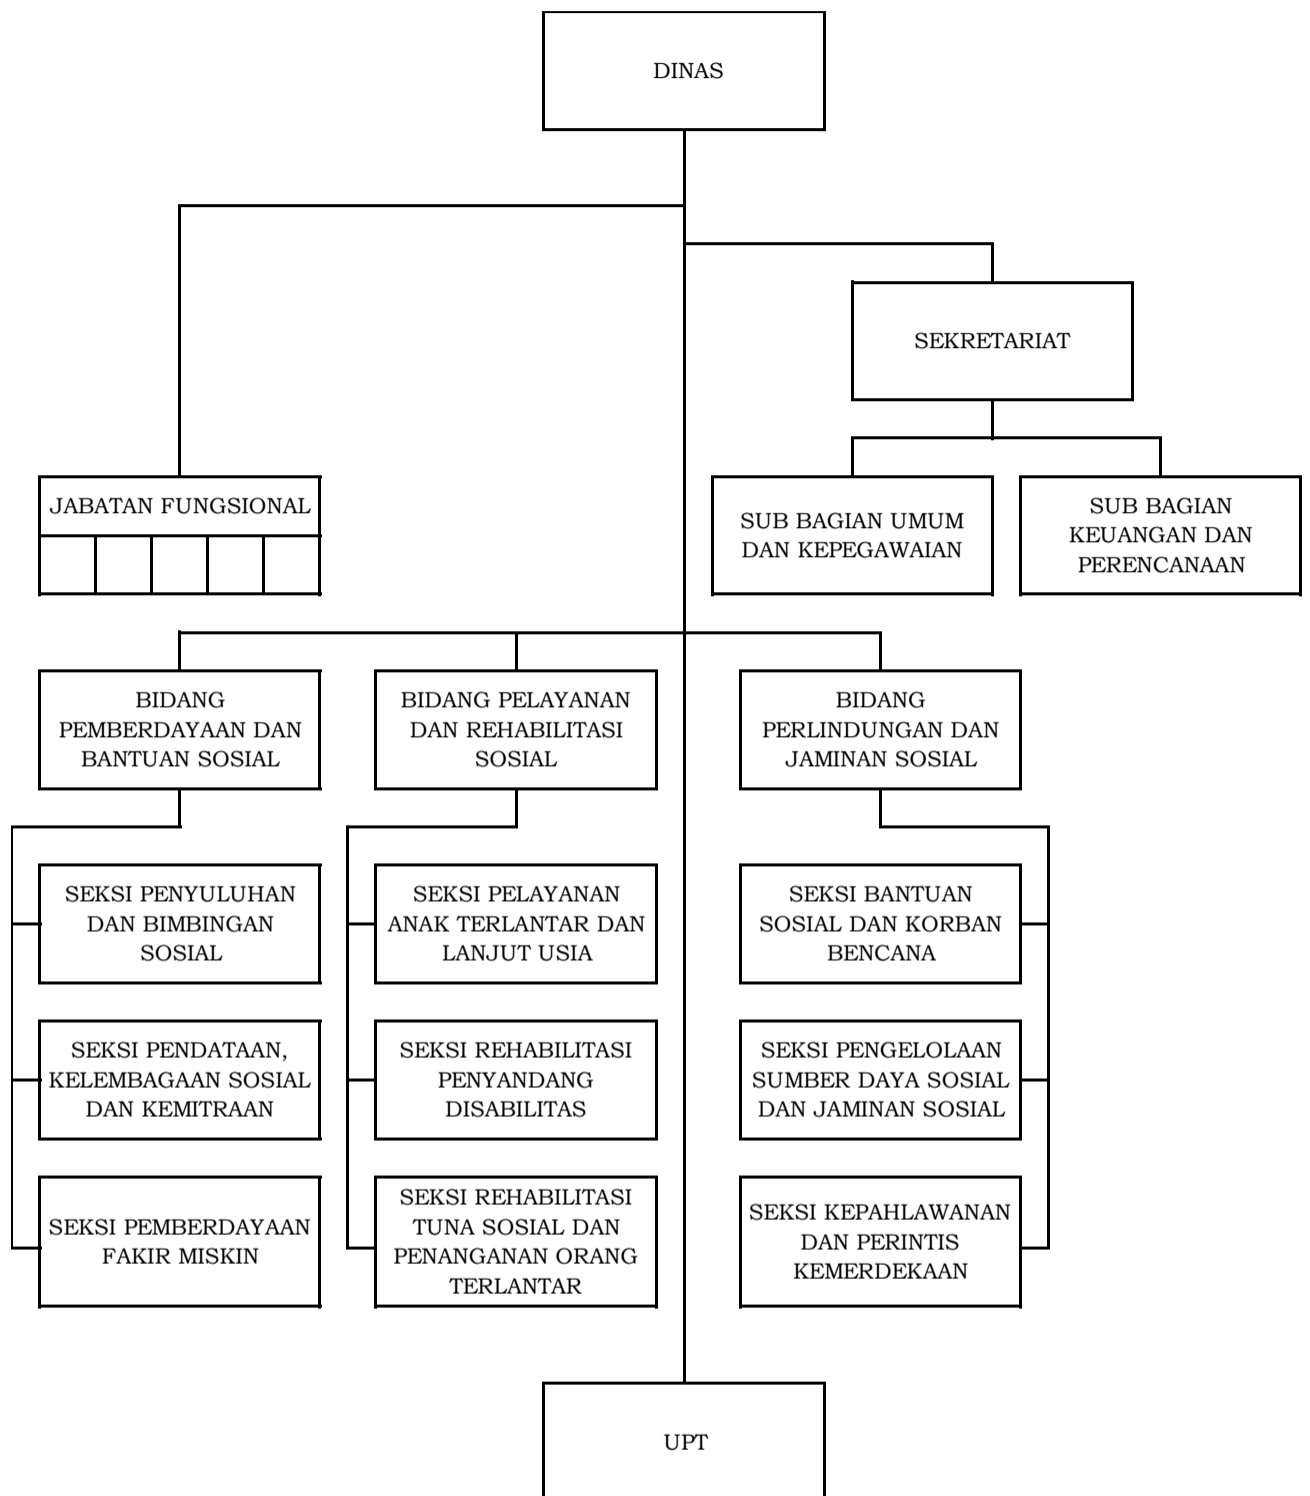 DINAS
SEKRETARIAT
JABATAN FUNGSIONAL
SUB BAGIAN UMUM
DAN KEPEGAWAIAN
SUB BAGIAN
KEUANGAN DAN
PERENCANAAN
BIDANG
PEMBERDAYAAN DAN
BANTUAN SOSIAL
BIDANG PELAYANAN
DAN REHABILITASI
SOSIAL
BIDANG
PERLINDUNGAN DAN
JAMINAN SOSIAL
SEKSI PENYULUHAN
DAN BIMBINGAN
SOSIAL
SEKSI PELAYANAN
ANAK TERLANTAR DAN
LANJUT USIA
SEKSI BANTUAN
SOSIAL DAN KORBAN
BENCANA
SEKSI PENDATAAN,
KELEMBAGAAN SOSIAL
DAN KEMITRAAN
SEKSI REHABILITASI
PENYANDANG
DISABILITAS
SEKSI PENGELOLAAN
SUMBER DAYA SOSIAL
DAN JAMINAN SOSIAL
SEKSI PEMBERDAYAAN
FAKIR MISKIN
SEKSI REHABILITASI
TUNA SOSIAL DAN
PENANGANAN ORANG
TERLANTAR
SEKSI KEPAHLAWANAN
DAN PERINTIS
KEMERDEKAAN
UPT